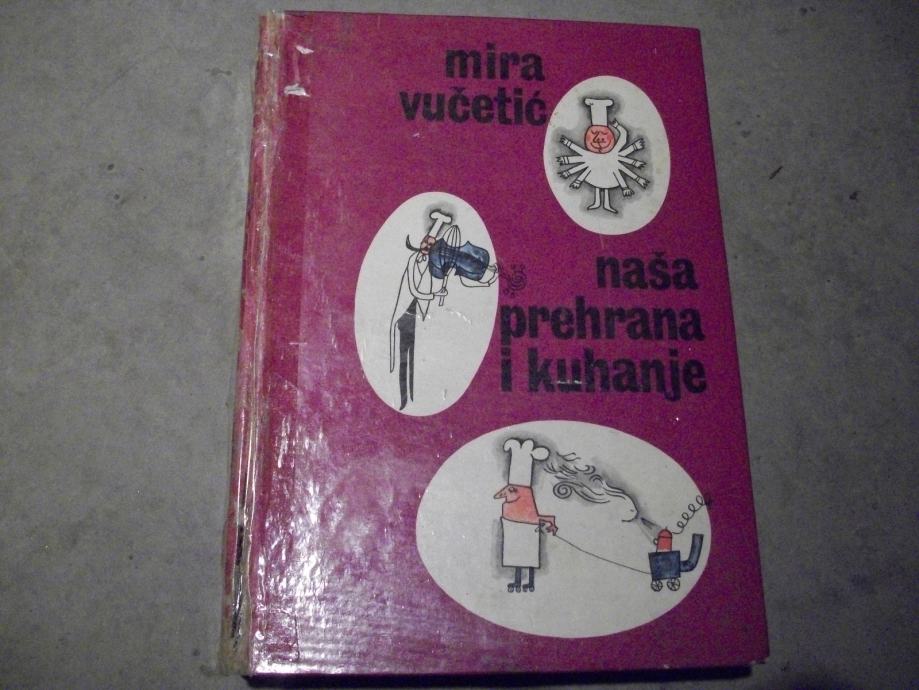 mira
vučetić
naša
prehrana
i kuhanje